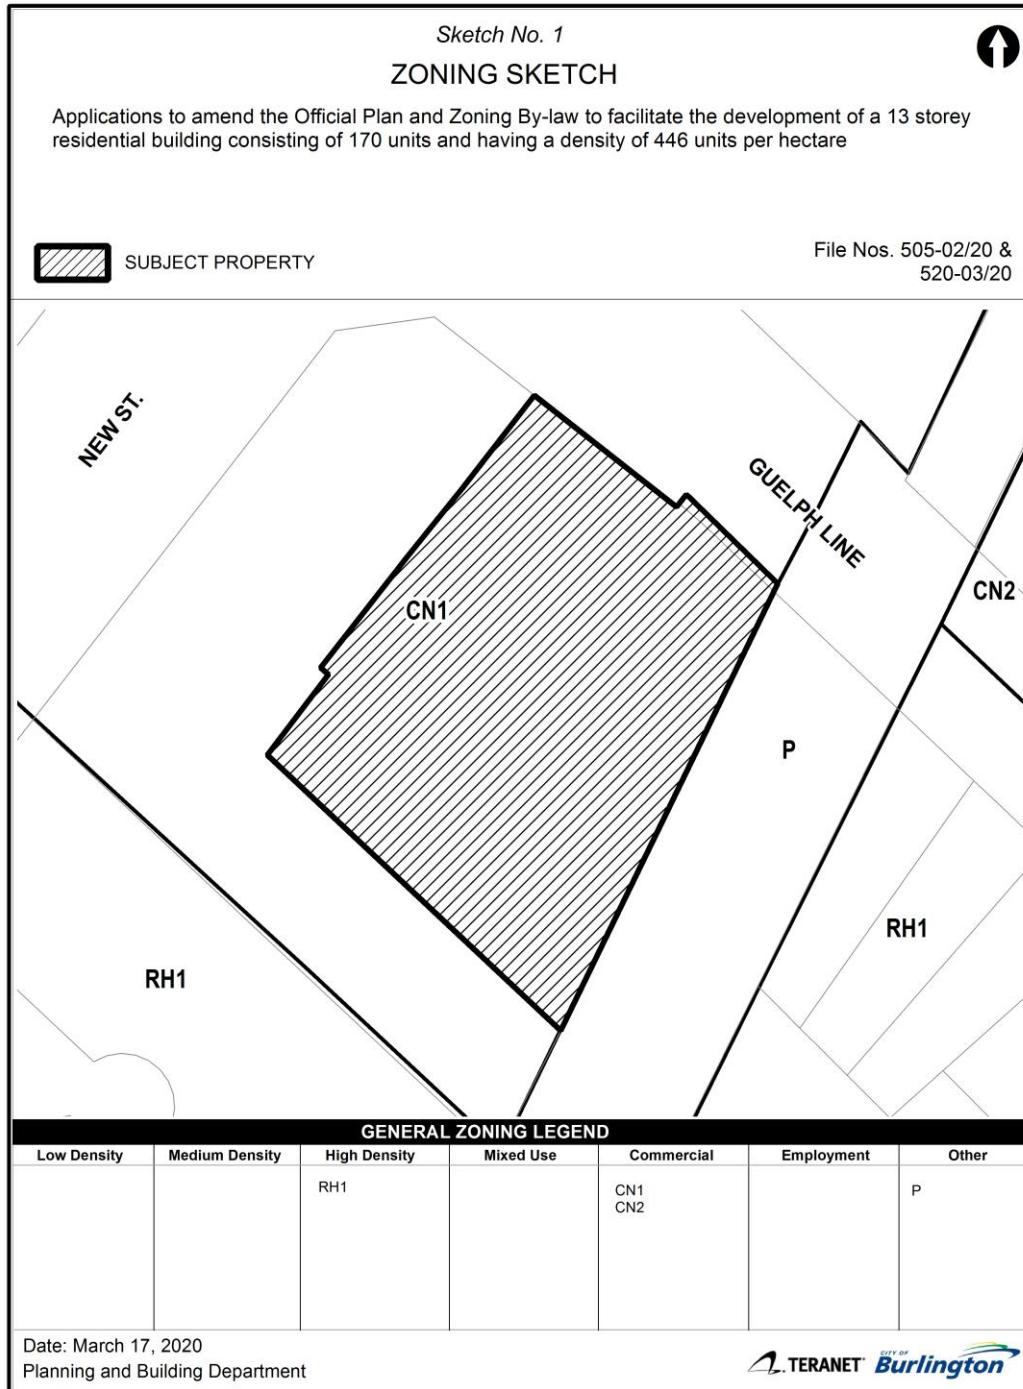 Sketch No. 1
ZONING SKETCH
Applications to amend the Official Plan and Zoning By-law to facilitate the development of a 13 storey
residential building consisting of 170 units and having a density of 446 units per hectare
SUBJECT PROPERTY
File Nos. 505-02/20 &
520-03/20
NEW ST.
GUELPH LINE
CN2
CN1
P
RH1
RH1
GENERAL ZONING LEGEND
Low Density Medium Density High Density Mixed Use Commercial Employment Other
RH1 CN1 P
CN2
Date: March 17, 2020
Planning and Building Department
TERANET CITY OF Burlington